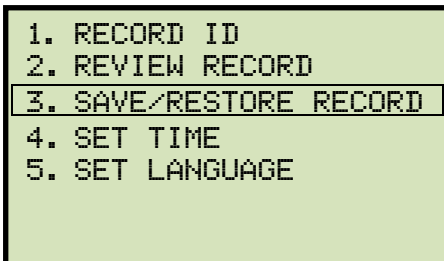 1. RECORD ID
2. REVIEW RECORD
3. SAVE/RESTORE RECORD
4. SET TIME
5. SET LANGUAGE